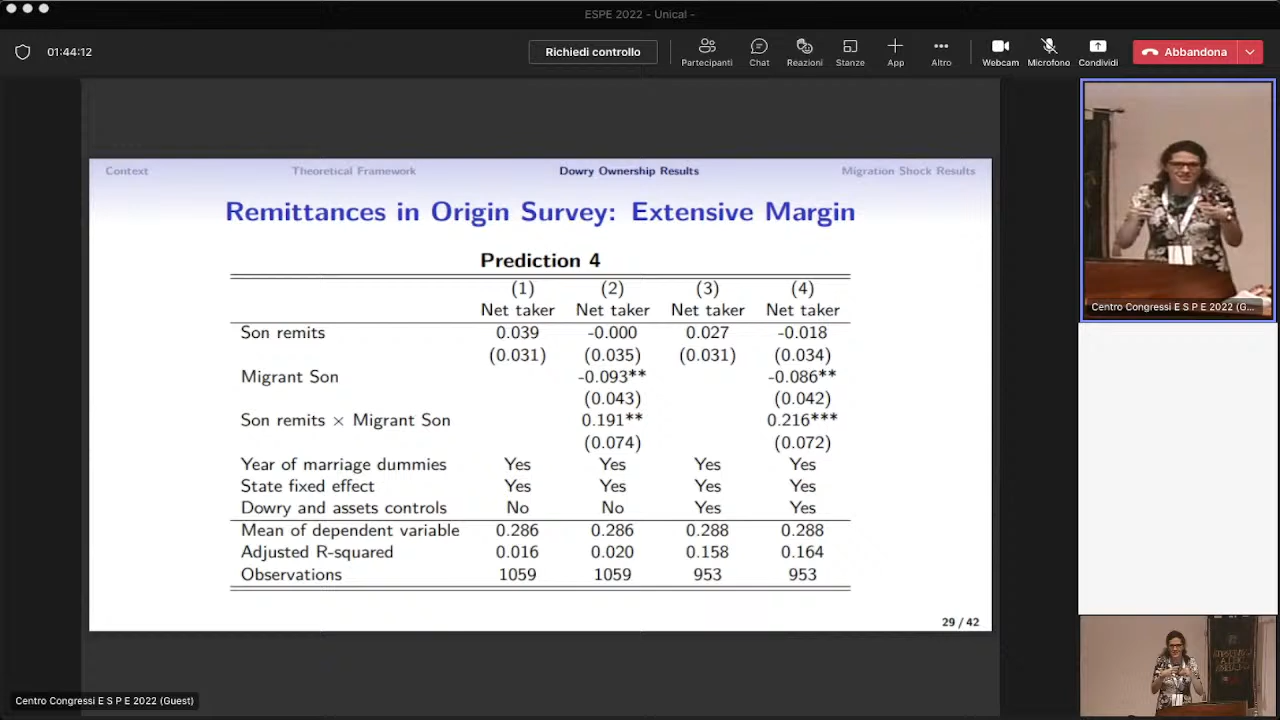 ESPE 2022 - Unical -
01:44:12
Richiedi controllo
Partecipanti
Chat
Reazioni
Stanze
App
Altro
Webcam
Microfono
Condividi
Abbandona
Context Theoretical Framework Dowry Ownership Results Migration Shock Results
Remittances in Origin Survey: Extensive Margin
Prediction 4
(1) (2) (3) (4)
Net taker Net taker Net taker Net taker
Son remits 0.039 -0.000 0.027 -0.018
(0.031) (0.035) (0.031) (0.034)
Migrant Son -0.093** -0.086**
(0.043) (0.042)
Son remits × Migrant Son 0.191** 0.216***
(0.074) (0.072)
Year of marriage dummies Yes Yes Yes Yes
State fixed effect Yes Yes Yes Yes
Dowry and assets controls No No Yes Yes
Mean of dependent variable 0.286 0.286 0.288 0.288
Adjusted R-squared 0.016 0.020 0.158 0.164
Observations 1059 1059 953 953
29 / 42
Centro Congressi E S P E 2022 (G...
Centro Congressi E S P E 2022 (Guest)